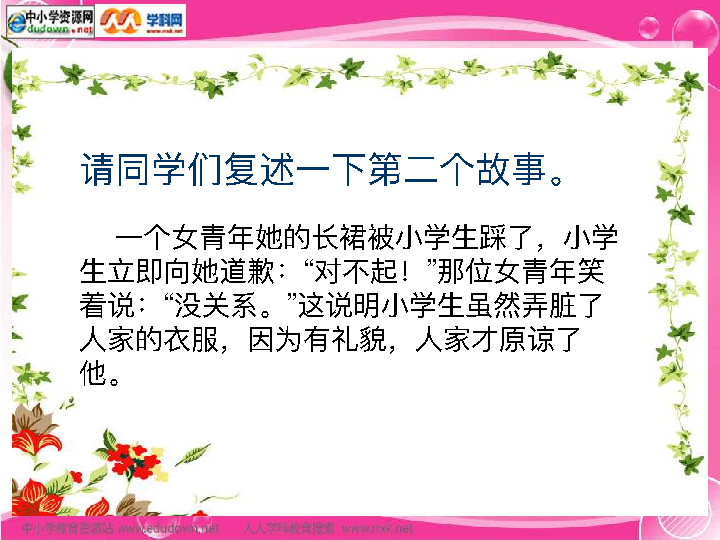 中小学资源网
edudown.net
学科网
www.nxk.net
请同学们复述一下第二个故事。
一个女青年她的长裙被小学生踩了，小学
生立即向她道歉：“对不起！”那位女青年笑
着说：“没关系。”这说明小学生虽然弄脏了
人家的衣服，因为有礼貌，人家才原谅了
他。
中小学教育资源站 www.edudown.net 人人学科教育搜索 www.rrxk.net